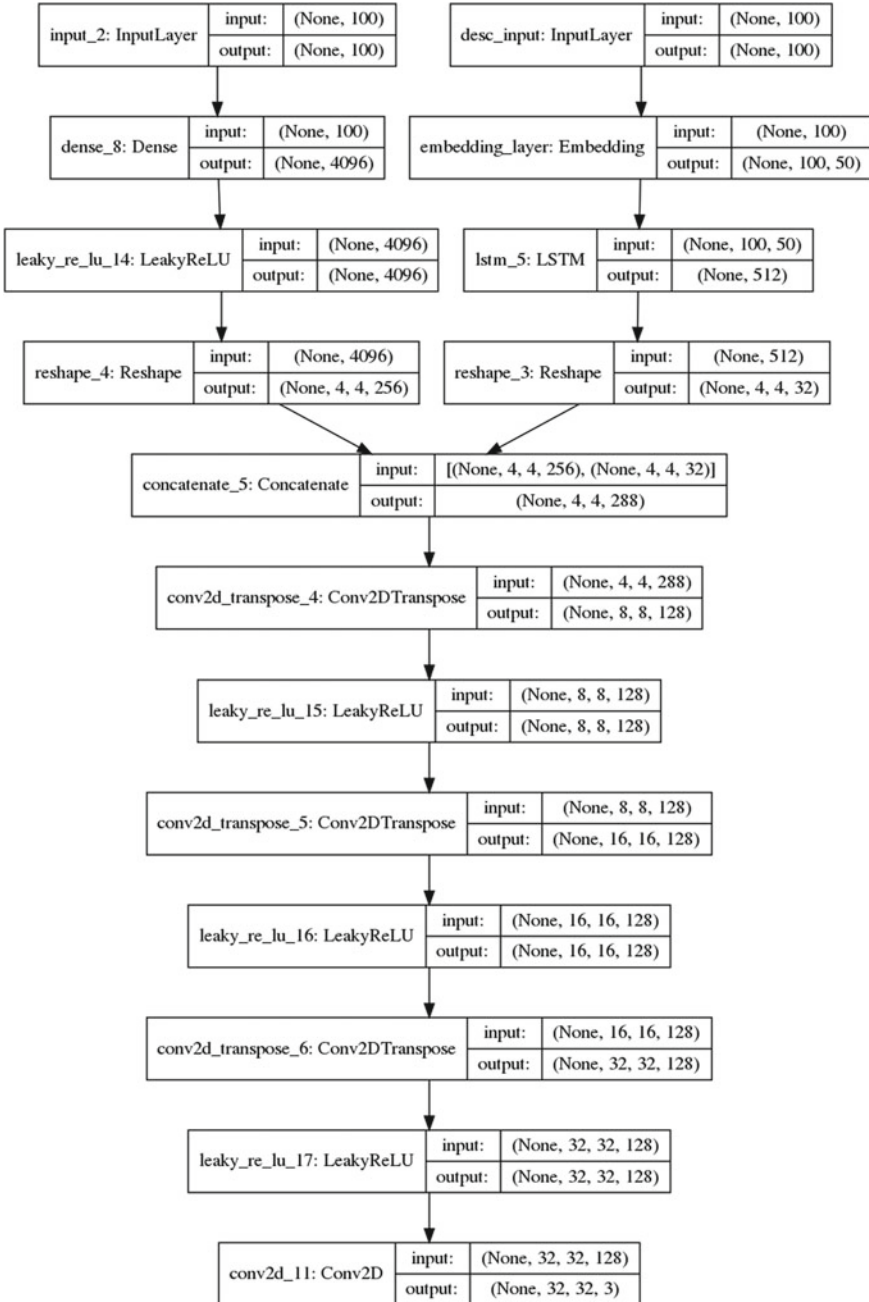 input_2: InputLayer input: (None, 100)
output: (None, 100)
desc_input: InputLayer input: (None, 100)
output: (None, 100)
dense_8: Dense input: (None, 100)
output: (None, 4096)
embedding_layer: Embedding input: (None, 100)
output: (None, 100, 50)
leaky_re_lu_14: LeakyReLU input: (None, 4096)
output: (None, 4096)
lstm_5: LSTM input: (None, 100, 50)
output: (None, 512)
reshape_4: Reshape input: (None, 4096)
output: (None, 4, 4, 256)
reshape_3: Reshape input: (None, 512)
output: (None, 4, 4, 32)
concatenate_5: Concatenate input: [(None, 4, 4, 256), (None, 4, 4, 32)]
output: (None, 4, 4, 288)
conv2d_transpose_4: Conv2DTranspose input: (None, 4, 4, 288)
output: (None, 8, 8, 128)
leaky_re_lu_15: LeakyReLU input: (None, 8, 8, 128)
output: (None, 8, 8, 128)
conv2d_transpose_5: Conv2DTranspose input: (None, 8, 8, 128)
output: (None, 16, 16, 128)
leaky_re_lu_16: LeakyReLU input: (None, 16, 16, 128)
output: (None, 16, 16, 128)
conv2d_transpose_6: Conv2DTranspose input: (None, 16, 16, 128)
output: (None, 32, 32, 128)
leaky_re_lu_17: LeakyReLU input: (None, 32, 32, 128)
output: (None, 32, 32, 128)
conv2d_11: Conv2D input: (None, 32, 32, 128)
output: (None, 32, 32, 3)